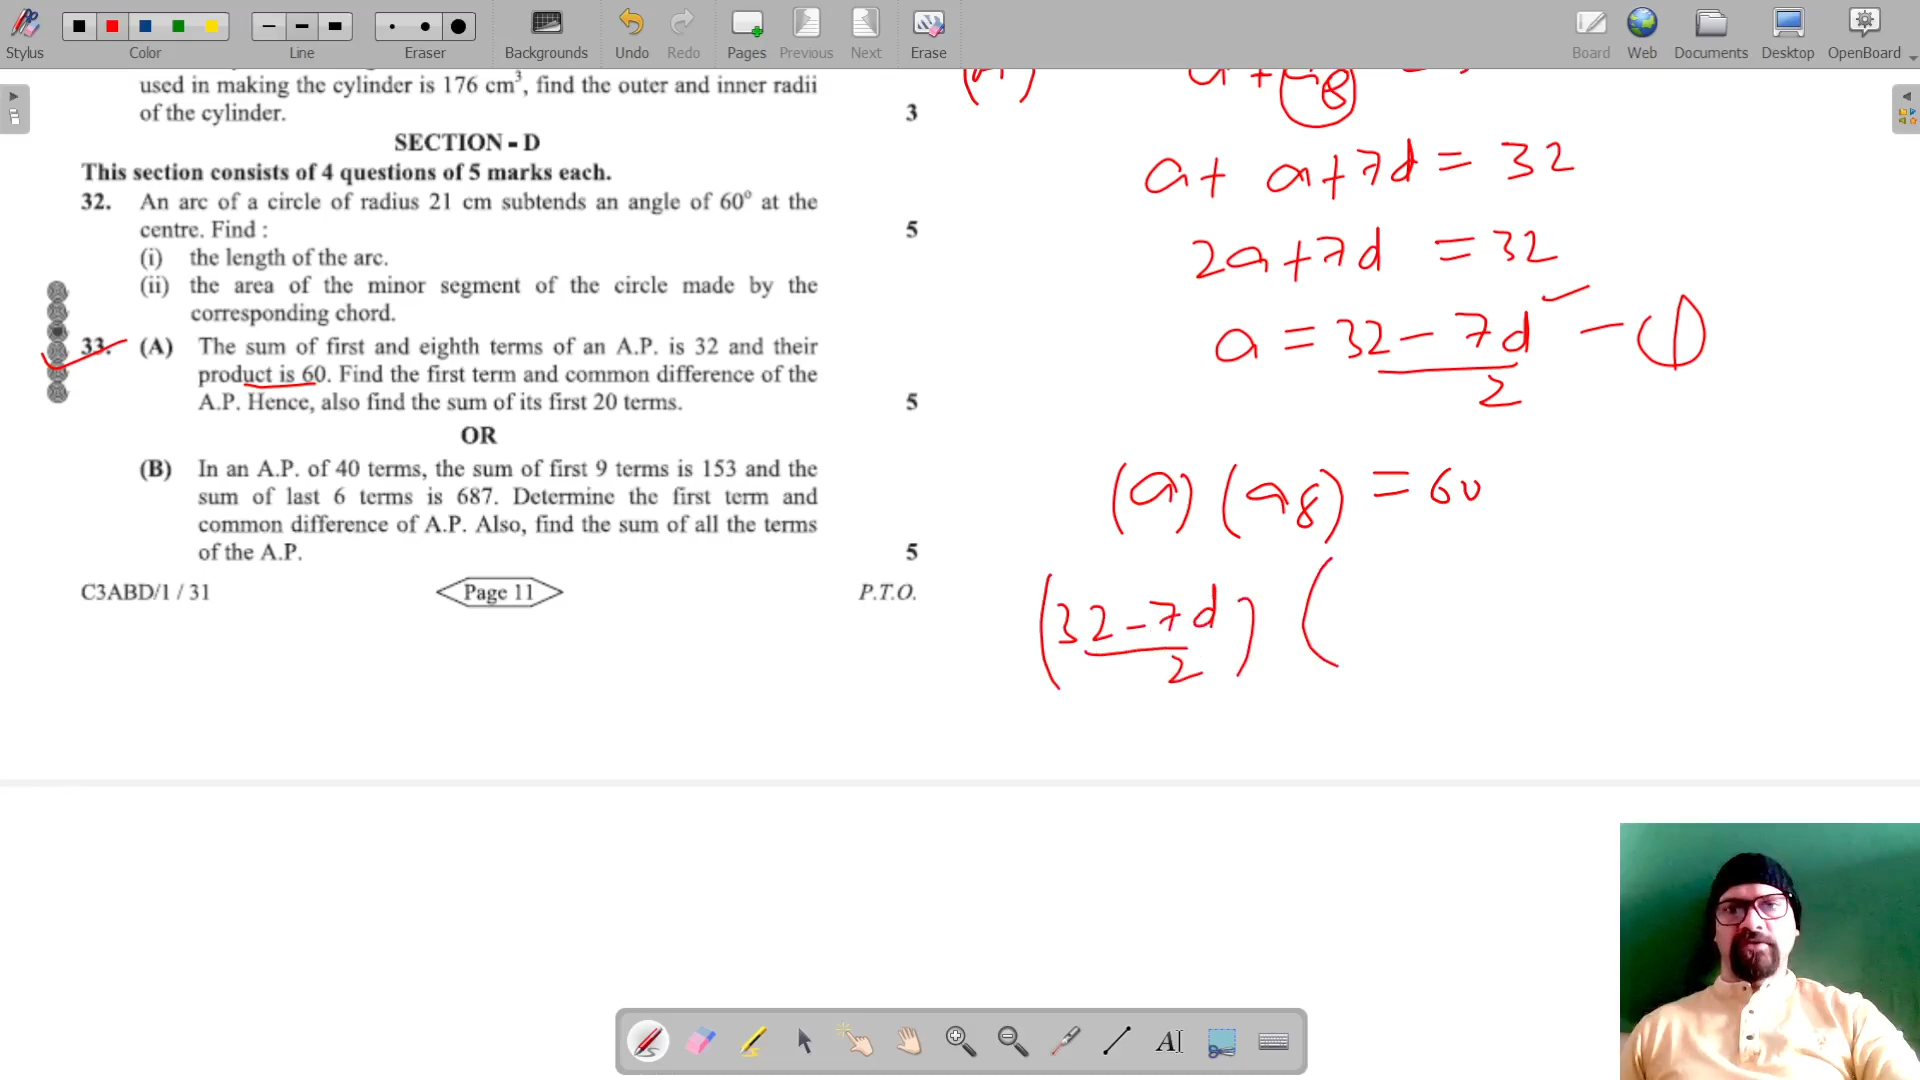 Stylus Color Line Eraser Backgrounds Undo Redo Pages Previous Next Erase Board Web Documents Desktop OpenBoard
used in making the cylinder is 176 cm³, find the outer and inner radii
of the cylinder. 3
SECTION - D
This section consists of 4 questions of 5 marks each.
32. An arc of a circle of radius 21 cm subtends an angle of 60° at the
centre. Find : 5
(i) the length of the arc.
(ii) the area of the minor segment of the circle made by the
corresponding chord.
33. (A) The sum of first and eighth terms of an A.P. is 32 and their
product is 60. Find the first term and common difference of the
A.P. Hence, also find the sum of its first 20 terms. 5
OR
(B) In an A.P. of 40 terms, the sum of first 9 terms is 153 and the
sum of last 6 terms is 687. Determine the first term and
common difference of A.P. Also, find the sum of all the terms
of the A.P. 5
C3ABD/1 / 31 Page 11 P.T.O.
a + a + 7d = 32
2a + 7d = 32
a = 32 - 7d - 1
2
(a) (a8) = 60
(32 - 7d) (
2